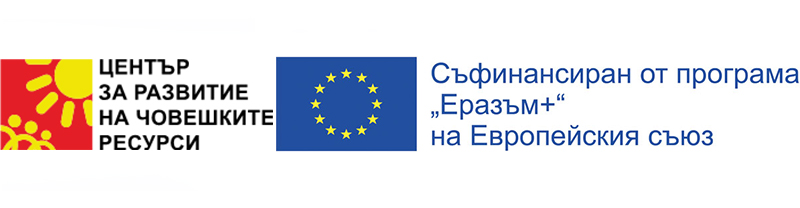 ЦЕНТЪР
ЗА РАЗВИТИЕ
НА ЧОВЕШКИТЕ
РЕСУРСИ
Съфинансиран от програма
„Еразъм+“
на Европейския съюз